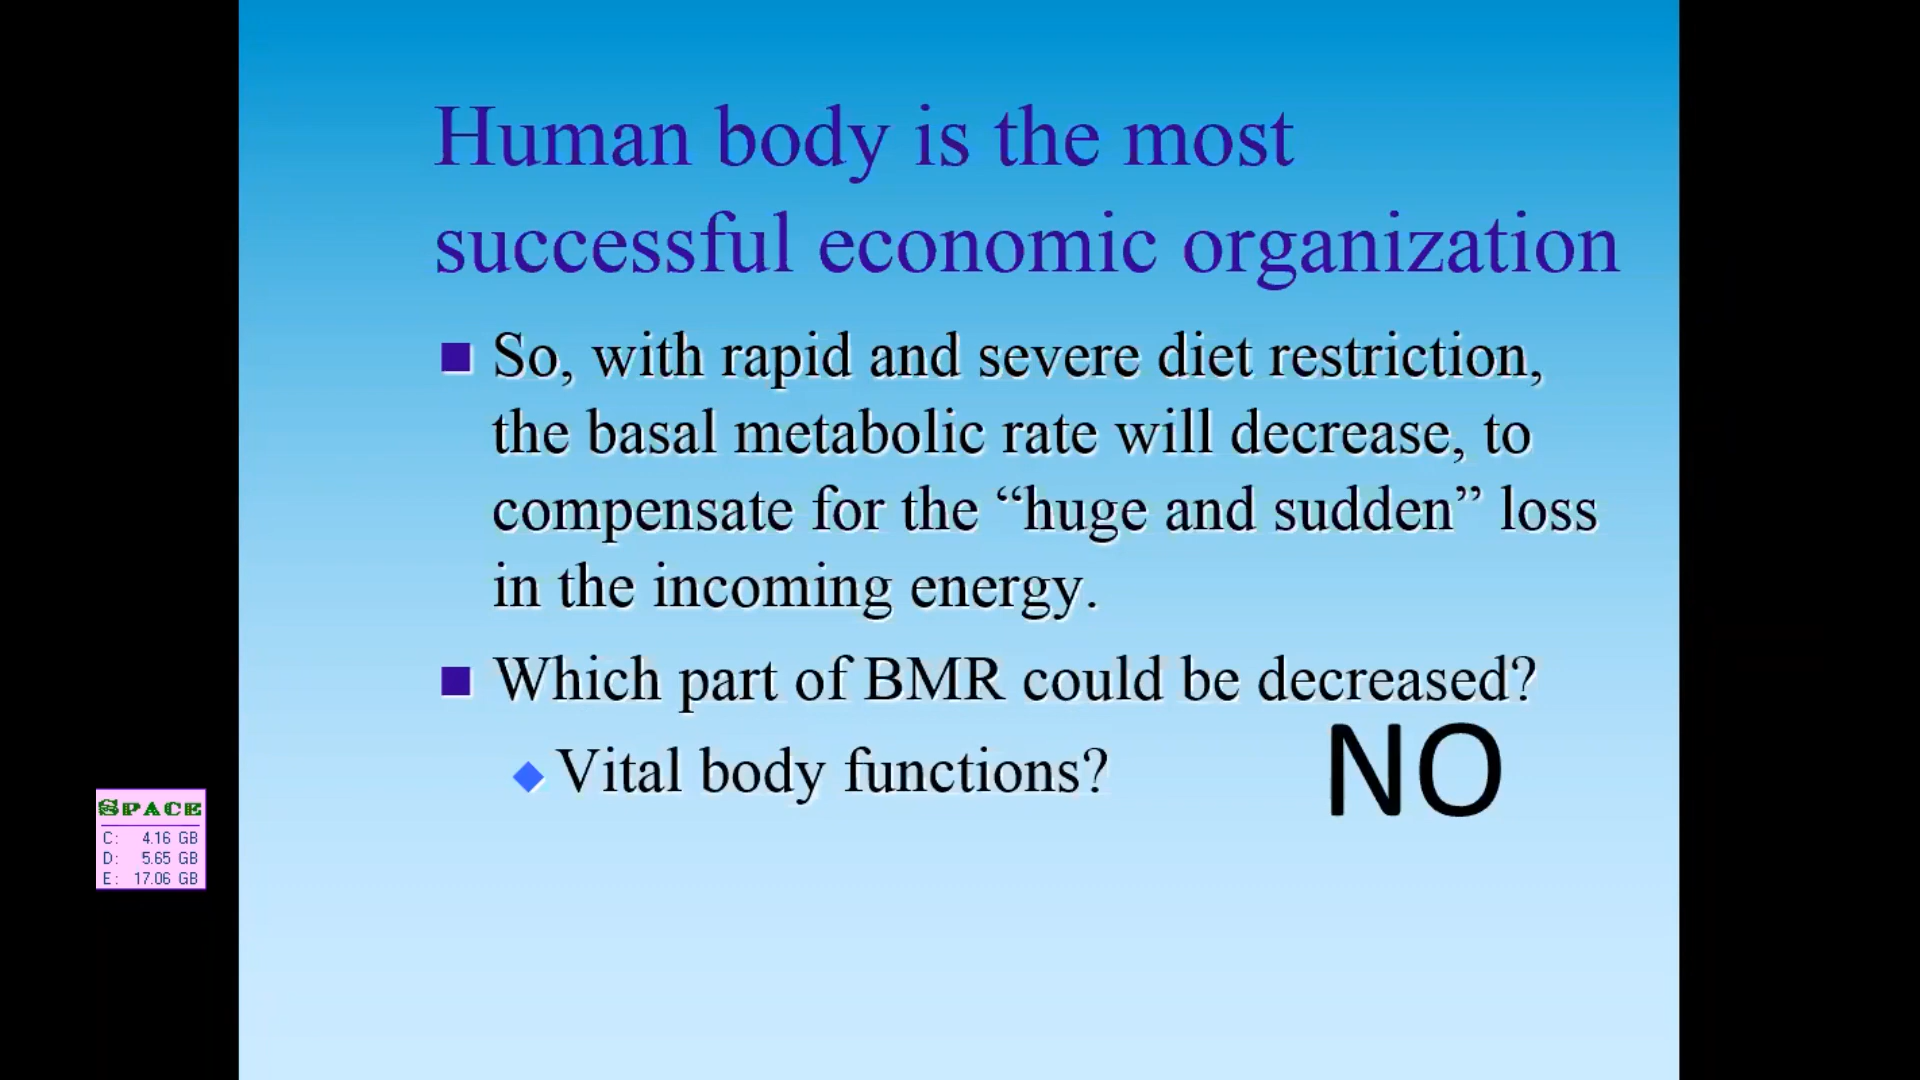 Human body is the most
successful economic organization
So, with rapid and severe diet restriction,
the basal metabolic rate will decrease, to
compensate for the “huge and sudden” loss
in the incoming energy.
Which part of BMR could be decreased?
Vital body functions?
NO
SPACE
C: 4.16 GB
D: 5.65 GB
E: 17.06 GB